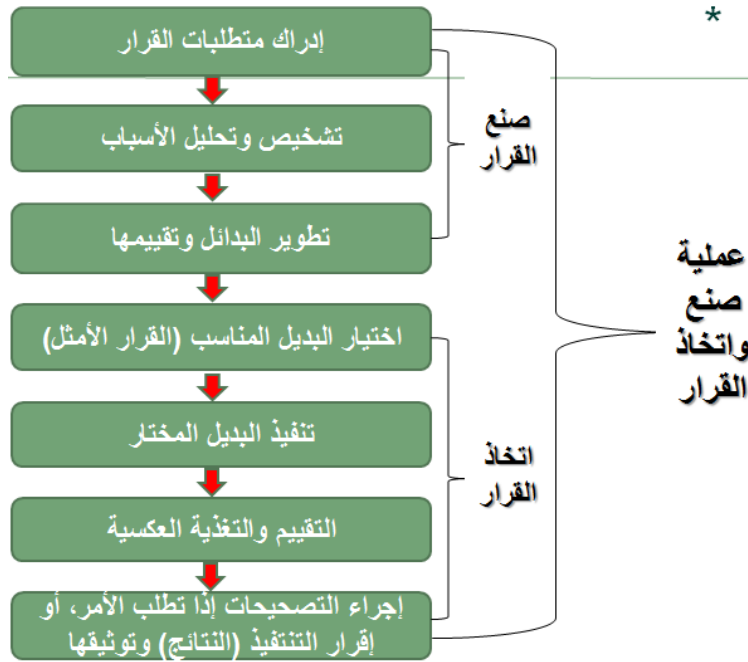 *
إدراك متطلبات القرار
تشخيص وتحليل الأسباب
تطوير البدائل وتقييمها
صنع
القرار
اختيار البديل المناسب (القرار الأمثل)
تنفيذ البديل المختار
التقييم والتغذية العكسية
إجراء التصحيحات إذا تطلب الأمر، أو
إقرار التنتفيذ (النتائج) وتوثيقها
اتخاذ
القرار
عملية
صنع
واتخاذ
القرار